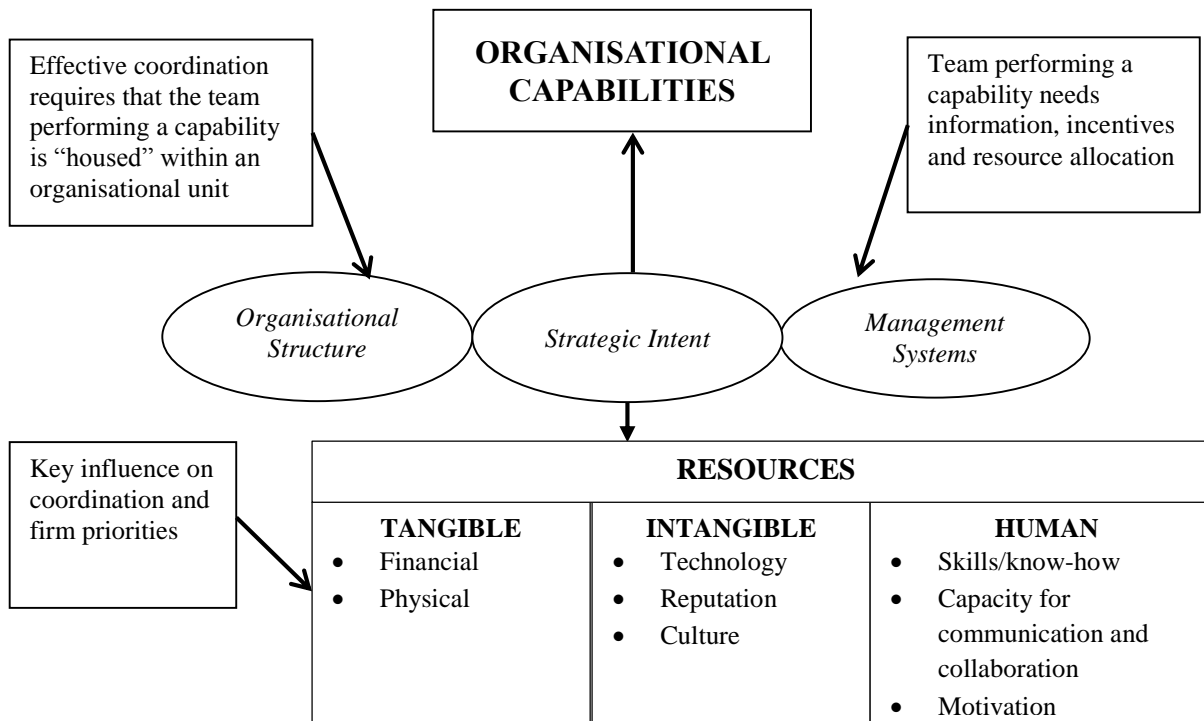 Effective coordination
requires that the team
performing a capability
is “housed” within an
organisational unit
ORGANISATIONAL
CAPABILITIES
Team performing a
capability needs
information, incentives
and resource allocation
Organisational
Structure
Strategic Intent
Management
Systems
Key influence on
coordination and
firm priorities
RESOURCES
TANGIBLE
• Financial
• Physical
INTANGIBLE
• Technology
• Reputation
• Culture
HUMAN
• Skills/know-how
• Capacity for
communication and
collaboration
• Motivation